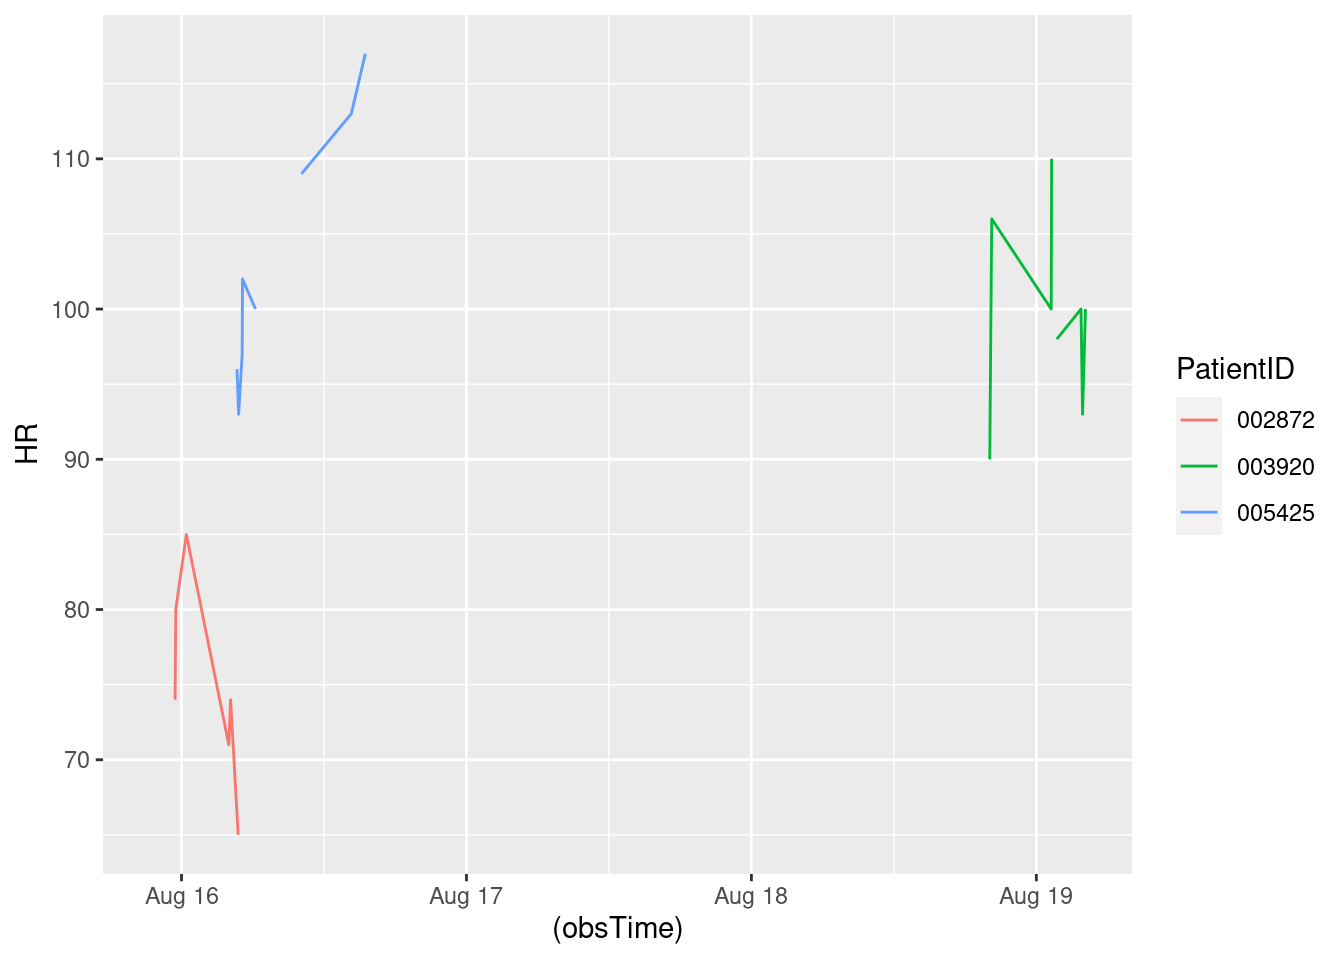 HR
110
100
90
80
70
Aug 16
Aug 17
Aug 18
Aug 19
(obsTime)
PatientID
002872
003920
005425